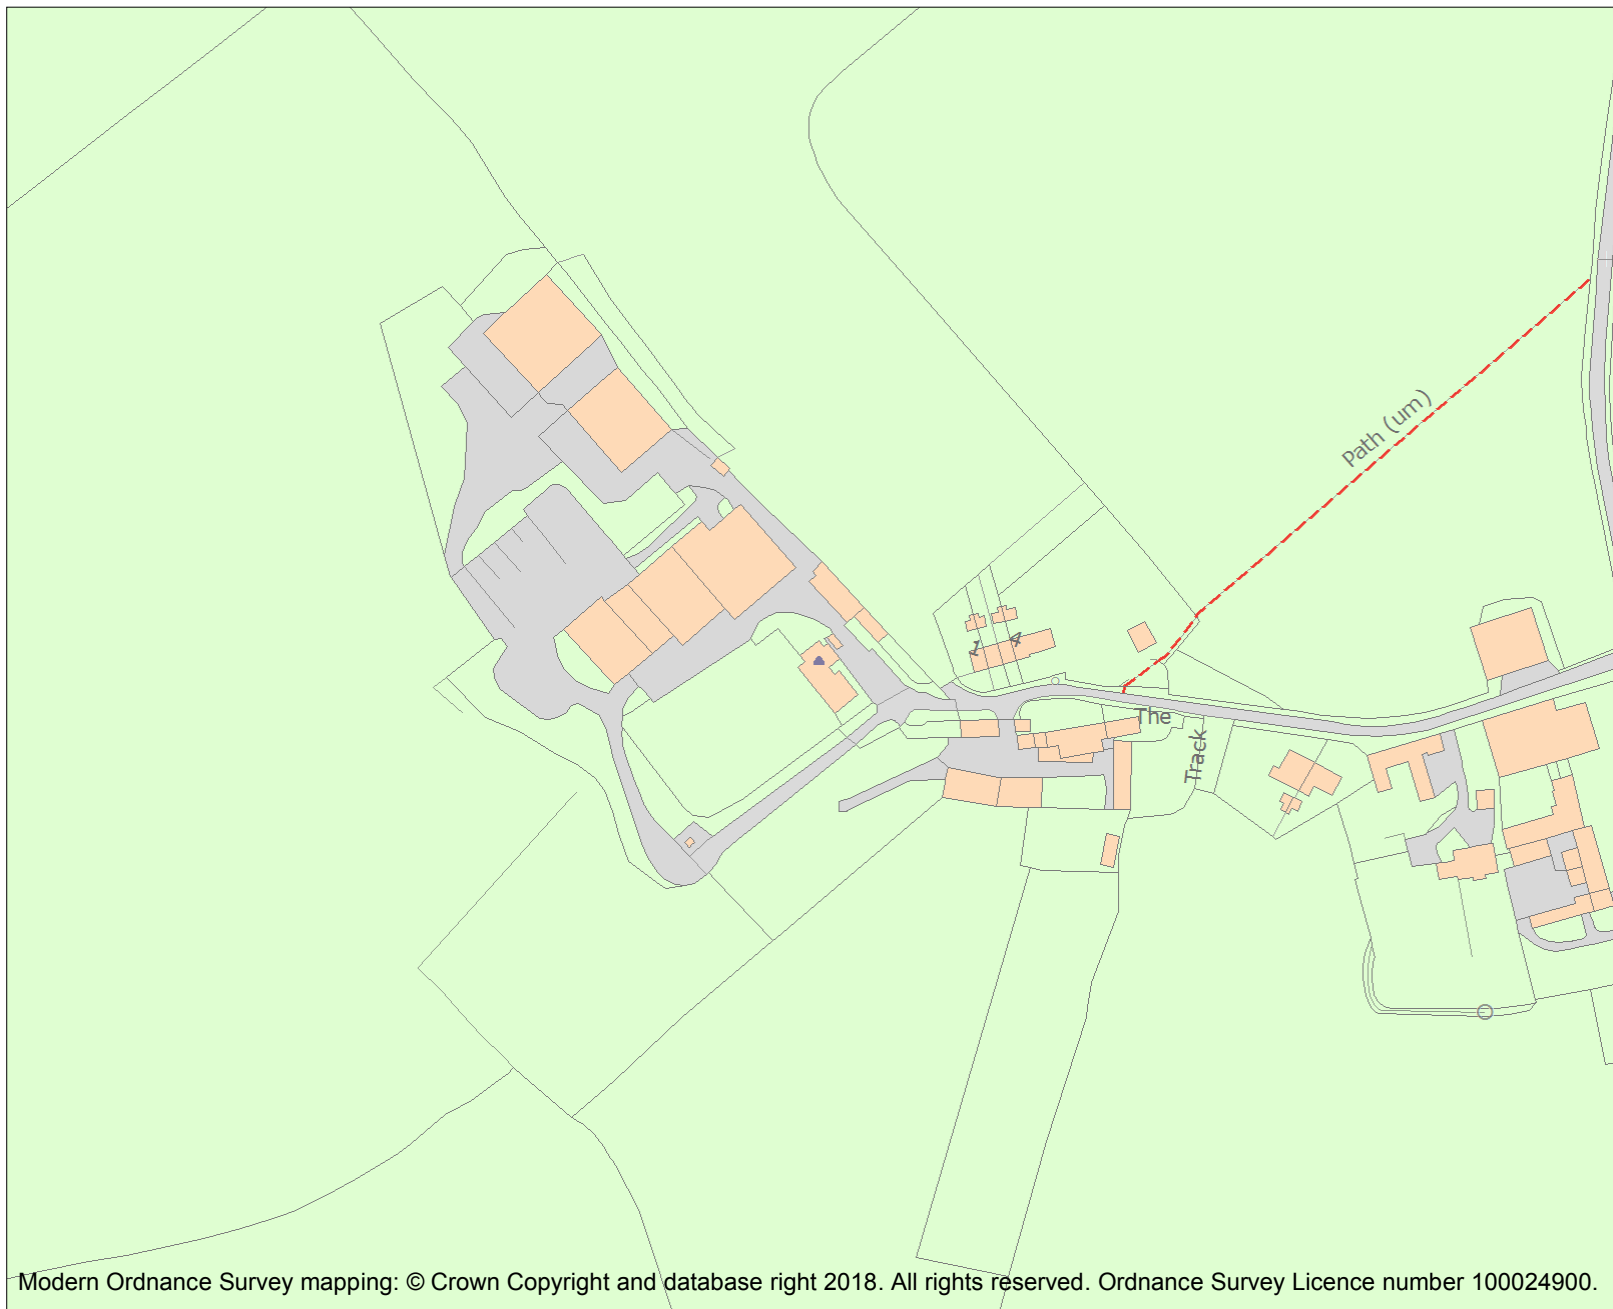 Path (um)
1
4
The
Track
Modern Ordnance Survey mapping: © Crown Copyright and database right 2018. All rights reserved. Ordnance Survey Licence number 100024900.